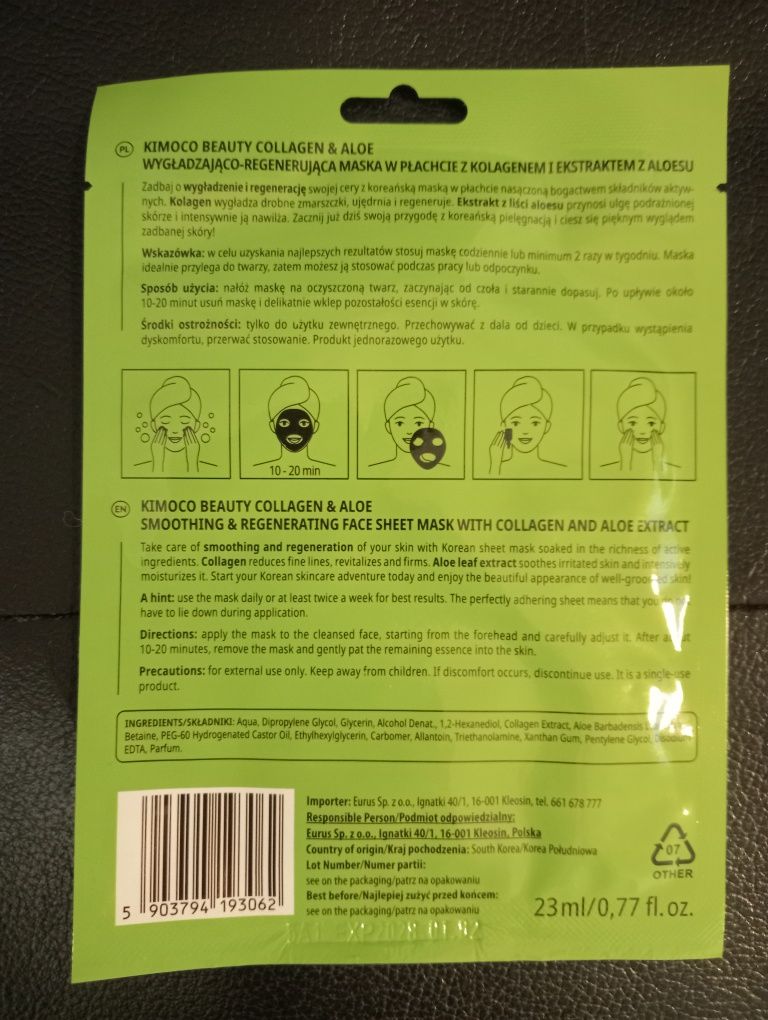 PL KIMOCO BEAUTY COLLAGEN & ALOE
WYGŁADZAJĄCO-REGENERUJĄCA MASKA W PŁACHCIE Z KOLAGENEM I EKSTRAKTEM Z ALOESU
Zadbaj o wygładzenie i regenerację swojej cery z koreańską maską w płachcie nasączoną bogactwem składników aktyw-
nych. Kolagen wygładza drobne zmarszczki, ujędrnia i regeneruje. Ekstrakt z liści aloesu przynosi ulgę podrażnionej
skórze i intensywnie ją nawilża. Zacznij już dziś swoją przygodę z koreańską pielęgnacją i ciesz się pięknym wyglądem
zadbanej skóry!
Wskazówka: w celu uzyskania najlepszych rezultatów stosuj maskę codziennie lub minimum 2 razy w tygodniu. Maska
idealnie przylega do twarzy, zatem możesz ją stosować podczas pracy lub odpoczynku.
Sposób użycia: nałóż maskę na oczyszczoną twarz, zaczynając od czoła i starannie dopasuj. Po upływie około
10-20 minut usuń maskę i delikatnie wklep pozostałości esencji w skórę.
Środki ostrożności: tylko do użytku zewnętrznego. Przechowywać z dala od dzieci. W przypadku wystąpienia
dyskomfortu, przerwać stosowanie. Produkt jednorazowego użytku.
10 - 20 min
EN KIMOCO BEAUTY COLLAGEN & ALOE
SMOOTHING & REGENERATING FACE SHEET MASK WITH COLLAGEN AND ALOE EXTRACT
Take care of smoothing and regeneration of your skin with Korean sheet mask soaked in the richness of active
ingredients. Collagen reduces fine lines, revitalizes and firms. Aloe leaf extract soothes irritated skin and intensively
moisturizes it. Start your Korean skincare adventure today and enjoy the beautiful appearance of well-groomed skin!
A hint: use the mask daily or at least twice a week for best results. The perfectly adhering sheet means that you do not
have to lie down during application.
Directions: apply the mask to the cleansed face, starting from the forehead and carefully adjust it. After about
10-20 minutes, remove the mask and gently pat the remaining essence into the skin.
Precautions: for external use only. Keep away from children. If discomfort occurs, discontinue use. It is a single-use
product.
INGREDIENTS/SKŁADNIKI: Aqua, Dipropylene Glycol, Glycerin, Alcohol Denat., 1,2-Hexanediol, Collagen Extract, Aloe Barbadensis
Betaine, PEG-60 Hydrogenated Castor Oil, Ethylhexylglycerin, Carbomer, Allantoin, Triethanolamine, Xanthan Gum, Pentylene Glycol, Disodium
EDTA, Parfum.
Importer: Eurus Sp. z o.o., Ignatki 40/1, 16-001 Kleosin, tel. 661 678 777
Responsible Person/Podmiot odpowiedzialny:
Eurus Sp. z o.o., Ignatki 40/1, 16-001 Kleosin, Polska
Country of origin/Kraj pochodzenia: South Korea/Korea Południowa
Lot Number/Numer partii:
see on the packaging/patrz na opakowaniu
Best before/Najlepiej zużyć przed końcem:
see on the packaging/patrz na opakowaniu
5 903794 193062
07
OTHER
23ml/0,77 fl.oz.